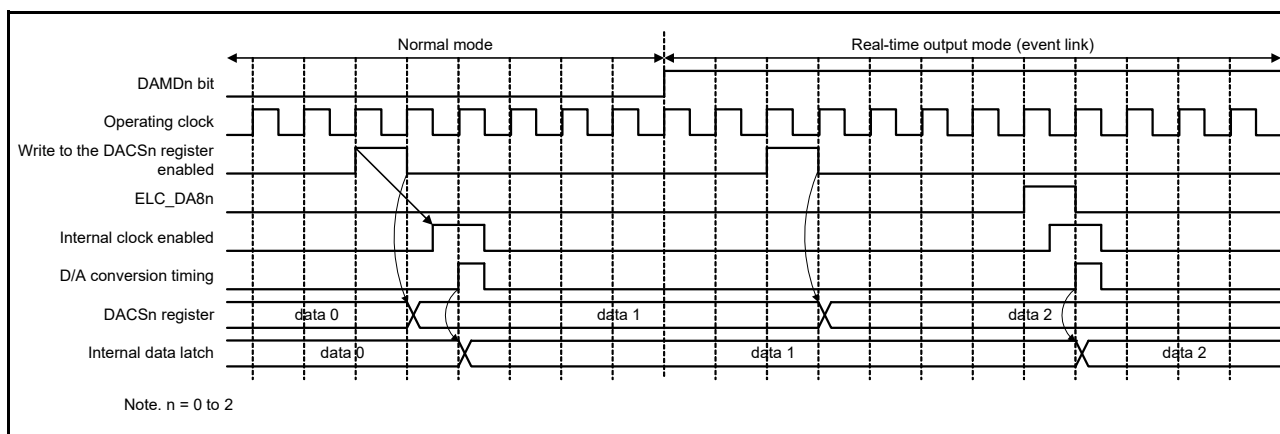 Normal mode
Real-time output mode (event link)
DAMDn bit
Operating clock
Write to the DACSn register
enabled
ELC_DA8n
Internal clock enabled
D/A conversion timing
DACSn register
data 0
data 1
data 2
Internal data latch
data 0
data 1
data 2
Note. n = 0 to 2